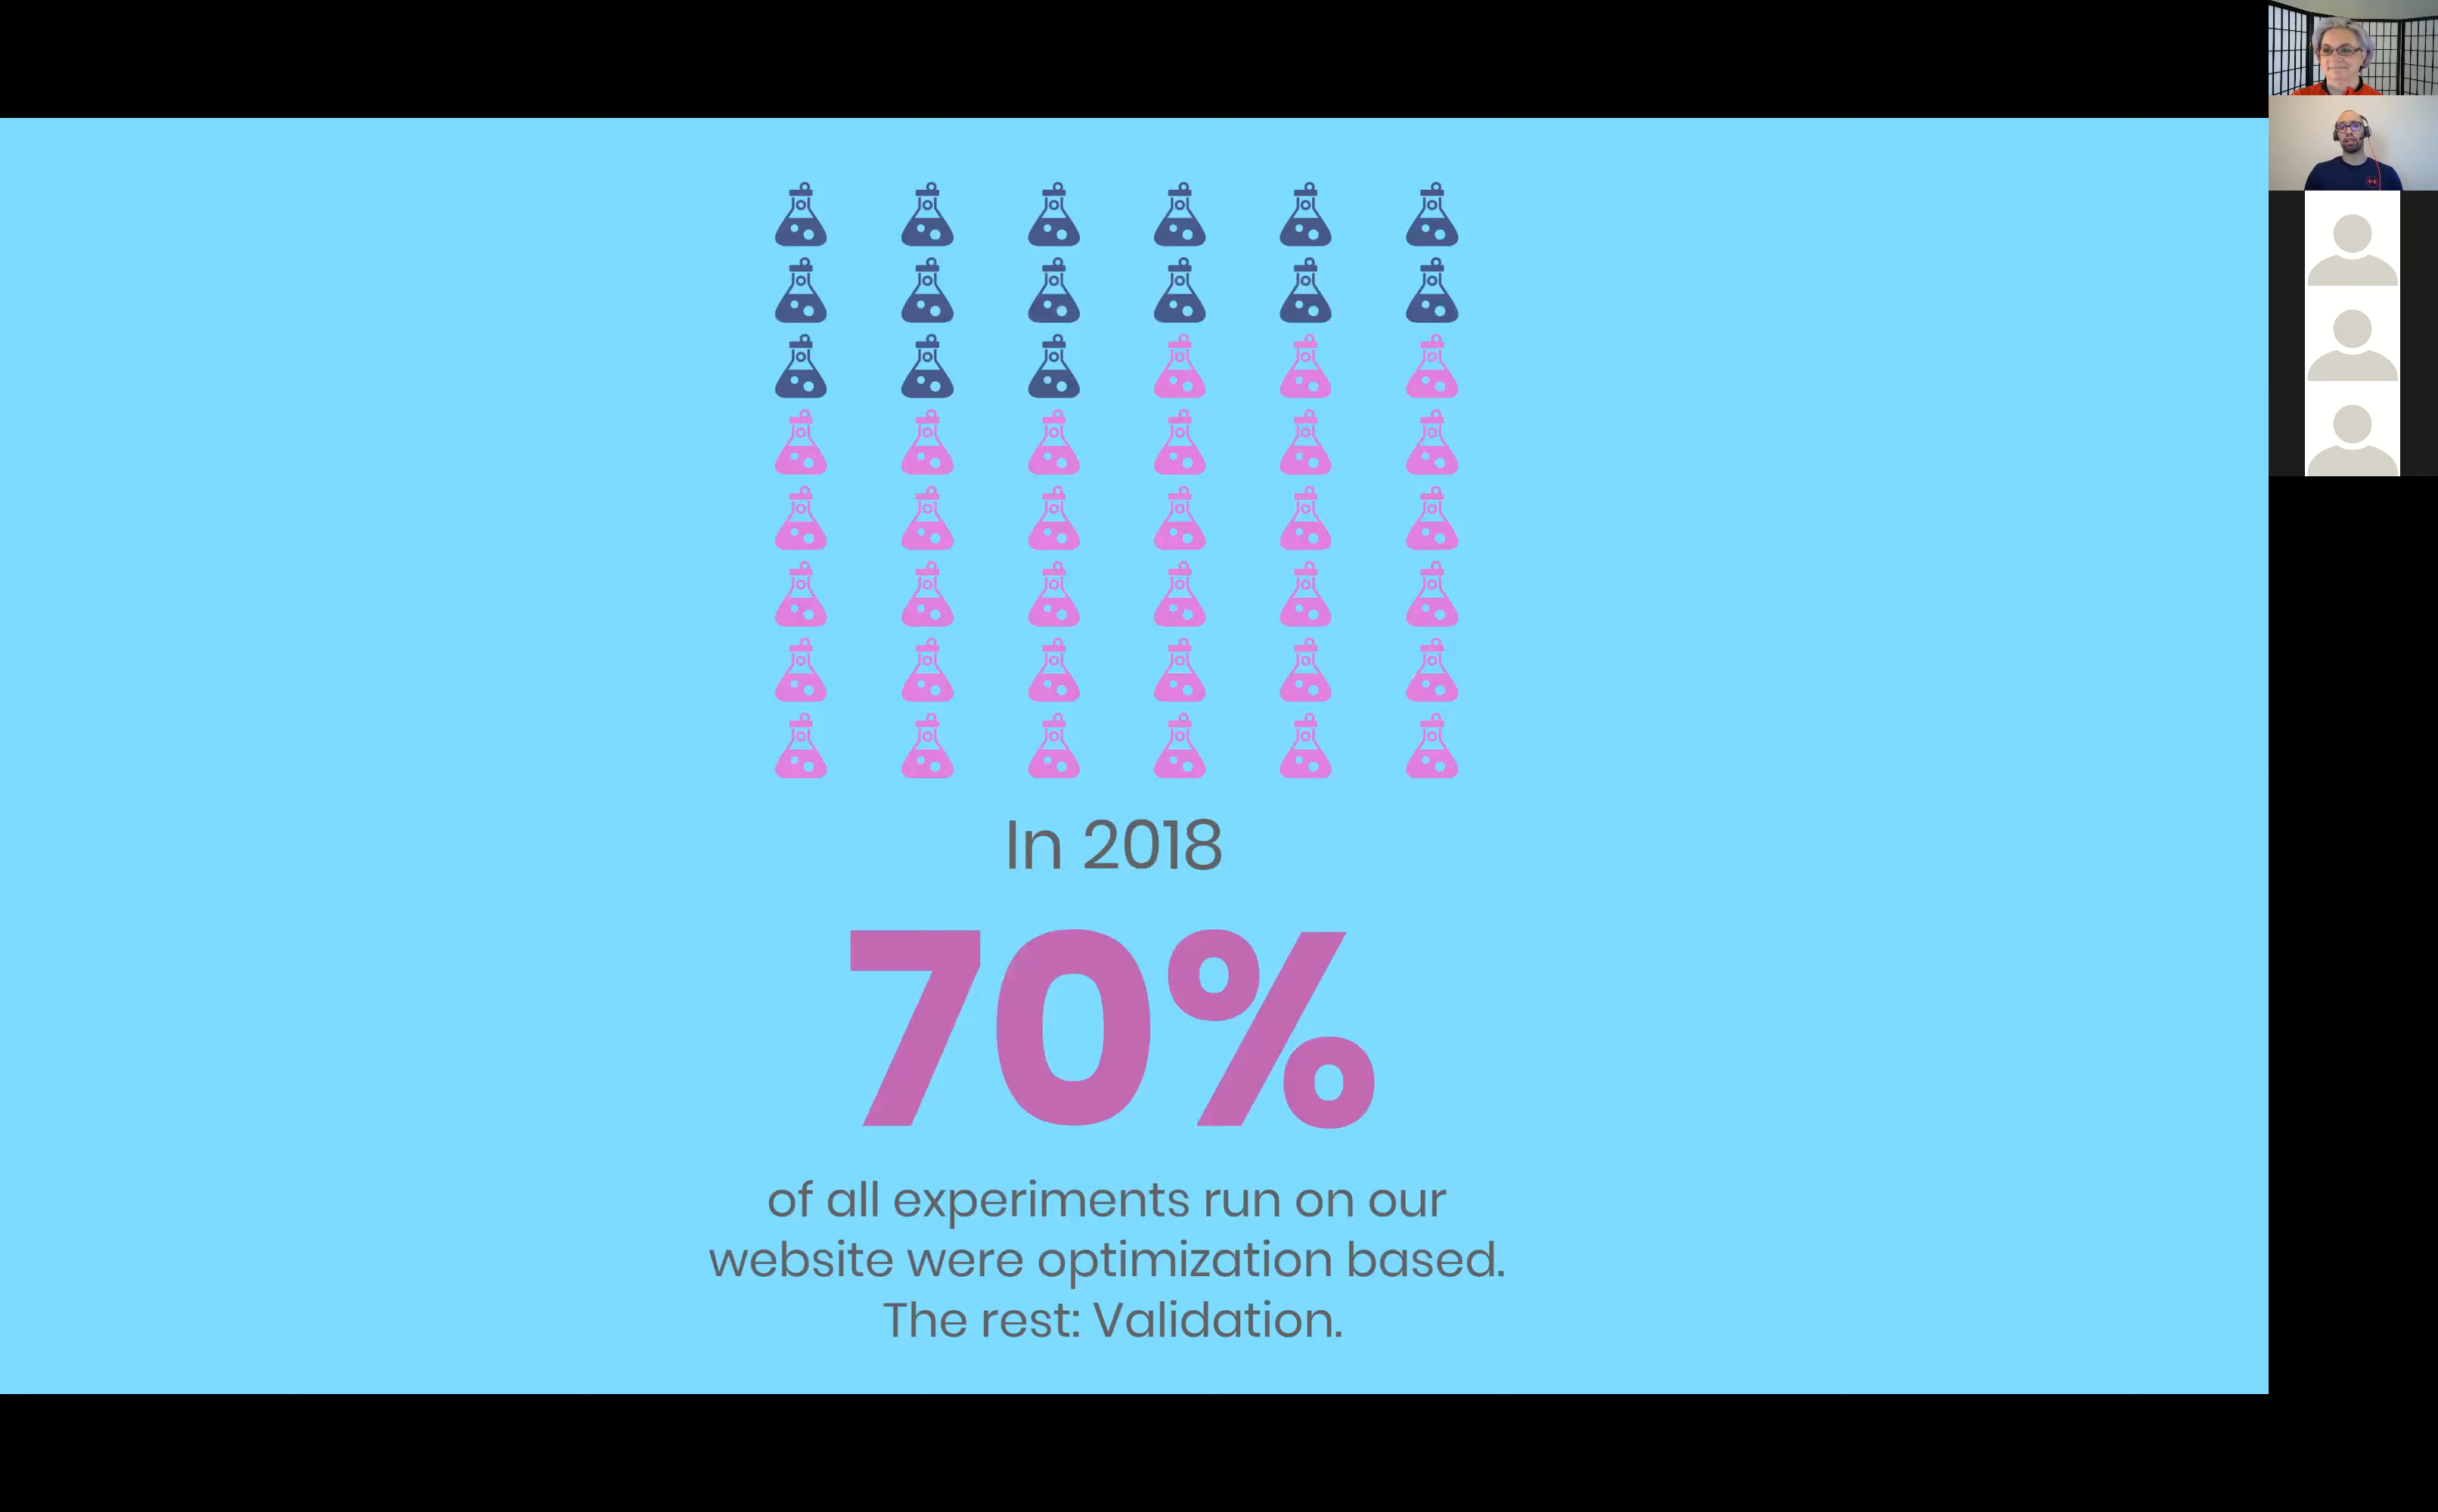 In 2018
70%
of all experiments run on our
website were optimization based.
The rest: Validation.